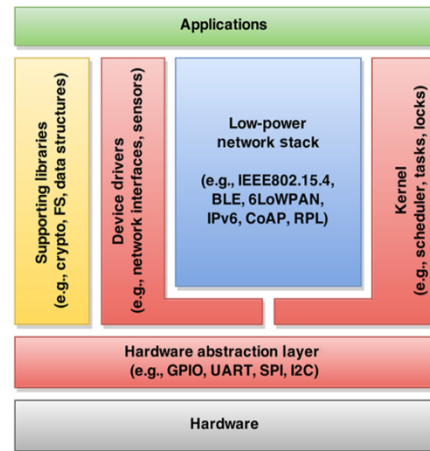 Applications
Supporting libraries
(e.g., crypto, FS, data structures)
Device drivers
(e.g., network interfaces, sensors)
Low-power
network stack
(e.g., IEEE802.15.4,
BLE, 6LoWPAN,
IPv6, CoAP, RPL)
Kernel
(e.g., scheduler, tasks, locks)
Hardware abstraction layer
(e.g., GPIO, UART, SPI, I2C)
Hardware